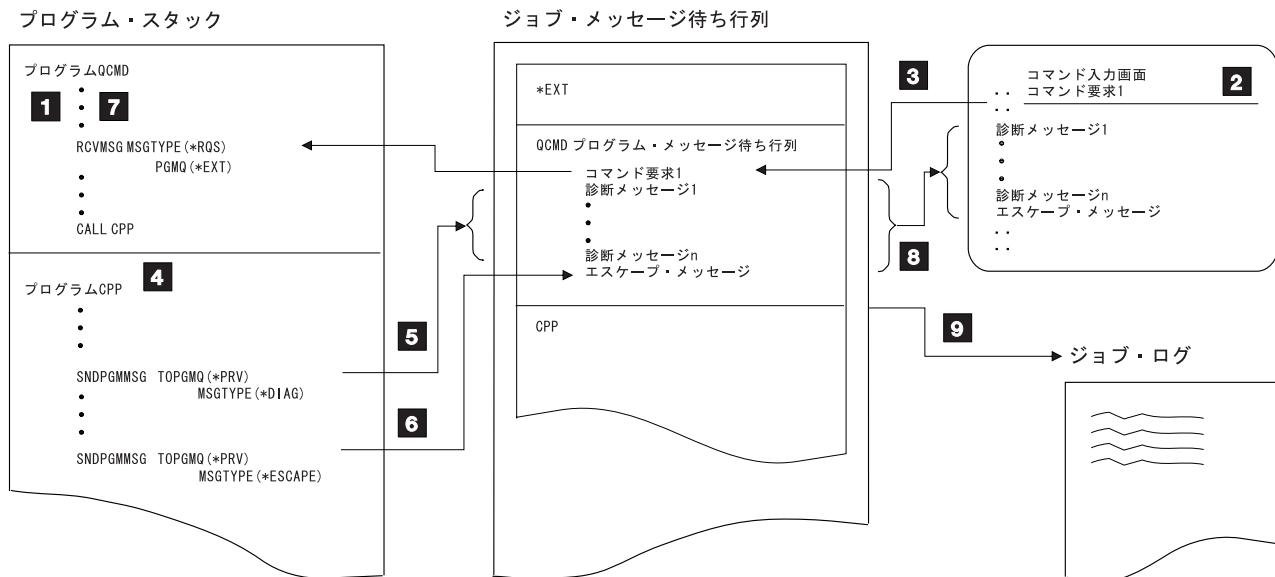 プログラム・スタック
プログラムQCMD
1
7
RCVMSG MSGTYPE(*RQS)
PGMQ(*EXT)
CALL CPP
4
プログラムCPP
SNDPGMMSG TOPGMQ(*PRV)
MSGTYPE(*DIAG)
SNDPGMMSG TOPGMQ(*PRV)
MSGTYPE(*ESCAPE)
5
6
ジョブ・メッセージ待ち行列
*EXT
QCMD プログラム・メッセージ待ち行列
コマンド要求1
診断メッセージ1
診断メッセージn
エスケープ・メッセージ
CPP
3
8
9
コマンド入力画面
コマンド要求1
2
診断メッセージ1
診断メッセージn
エスケープ・メッセージ
ジョブ・ログ